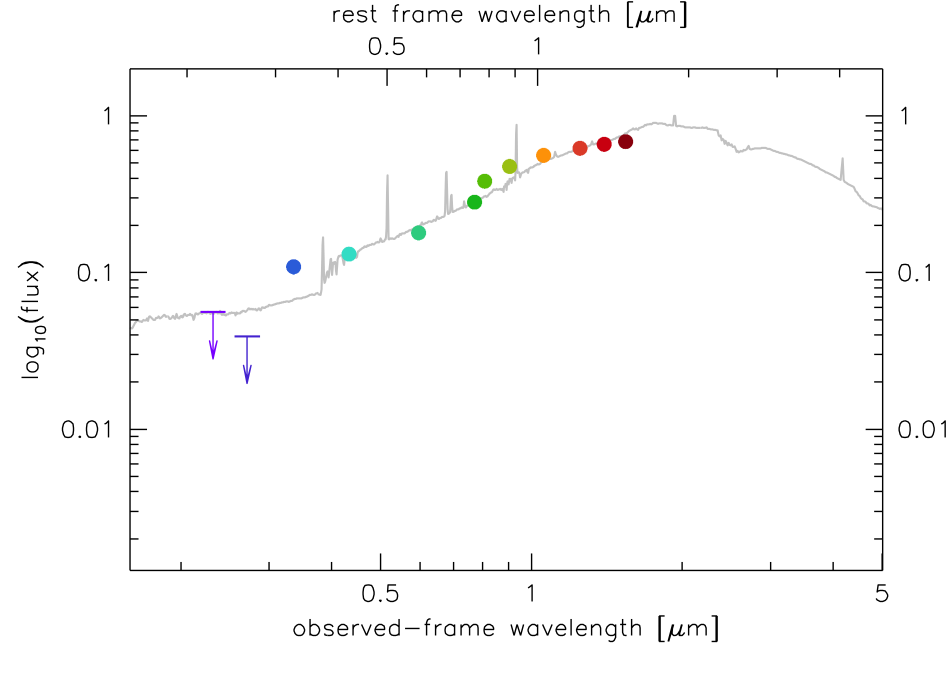 rest frame wavelength [μm]
0.5 1
1 1
0.1 0.1
0.01 0.01
log10(flux)
0.5 1 5
observed-frame wavelength [μm]